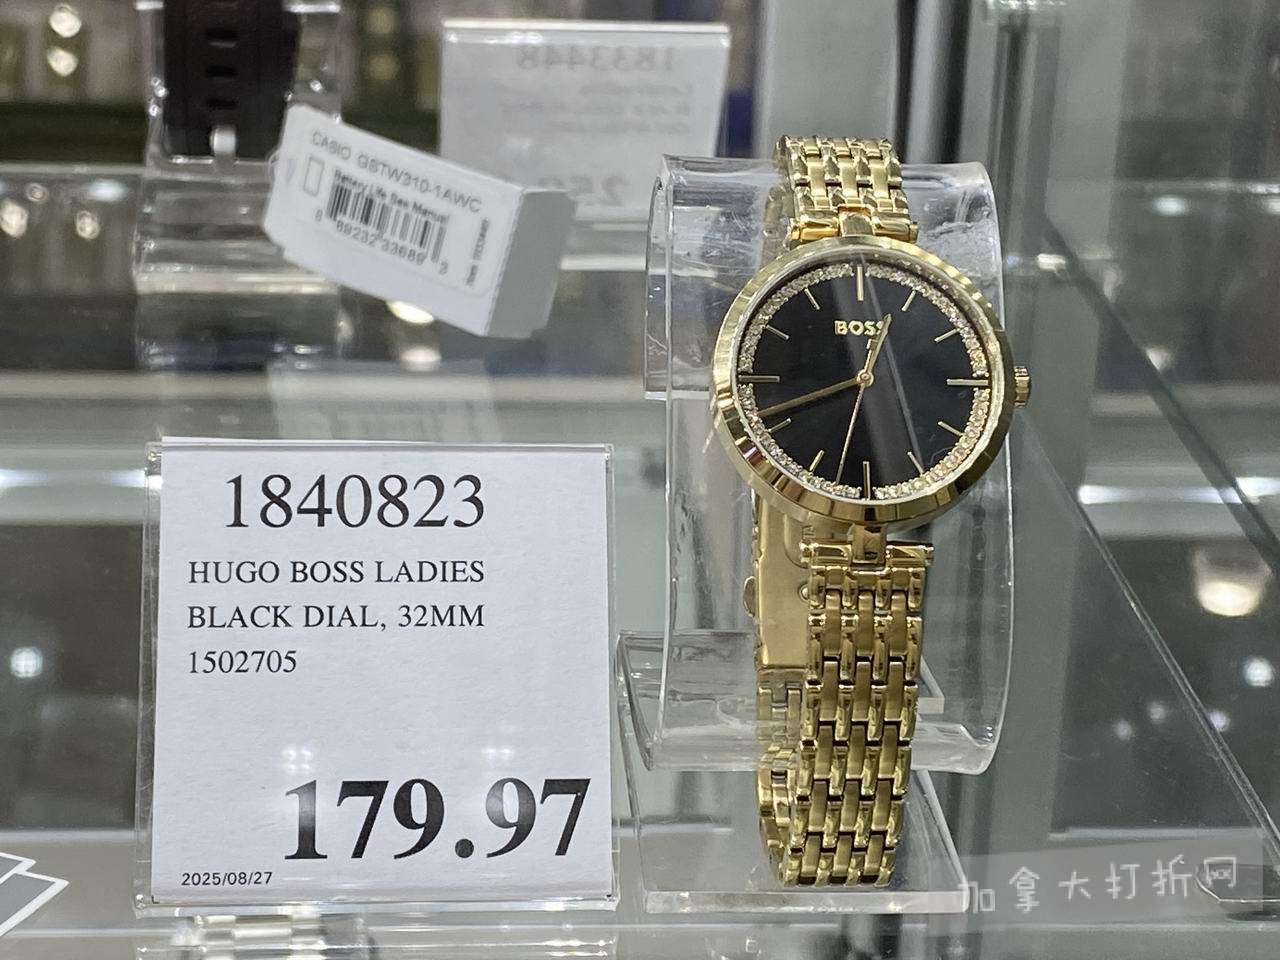 1833448
CASIO GSTW310-1AWC
Battery Life See Manual
BOSS
1840823
HUGO BOSS LADIES
BLACK DIAL, 32MM
1502705
179.97
2025/08/27
加拿大打折网